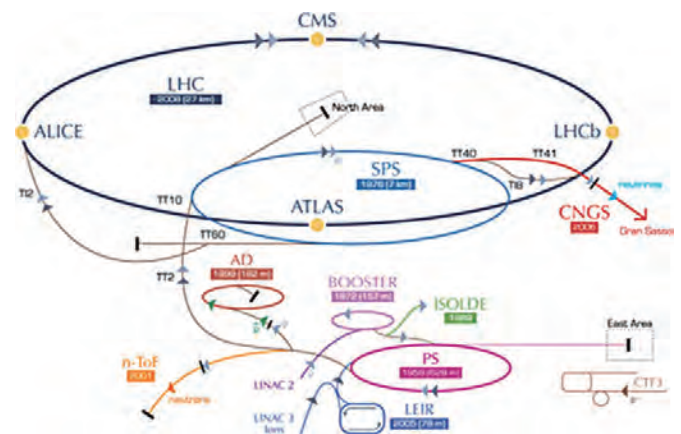 CMS
LHC
2008 (27 km)
North Area
ALICE
LHCb
TT40
TT41
SPS
1976 (7 km)
TI8
neutrinos
TI2
TT10
ATLAS
CNGS
2006
Gran Sasso
TT60
AD
1999 (182 m)
TT2
BOOSTER
1972 (157 m)
ISOLDE
1989
p
p
East Area
n-ToF
2001
PS
1959 (628 m)
LINAC 2
neutrons
CTF3
e-
LINAC 3
Ions
LEIR
2005 (78 m)